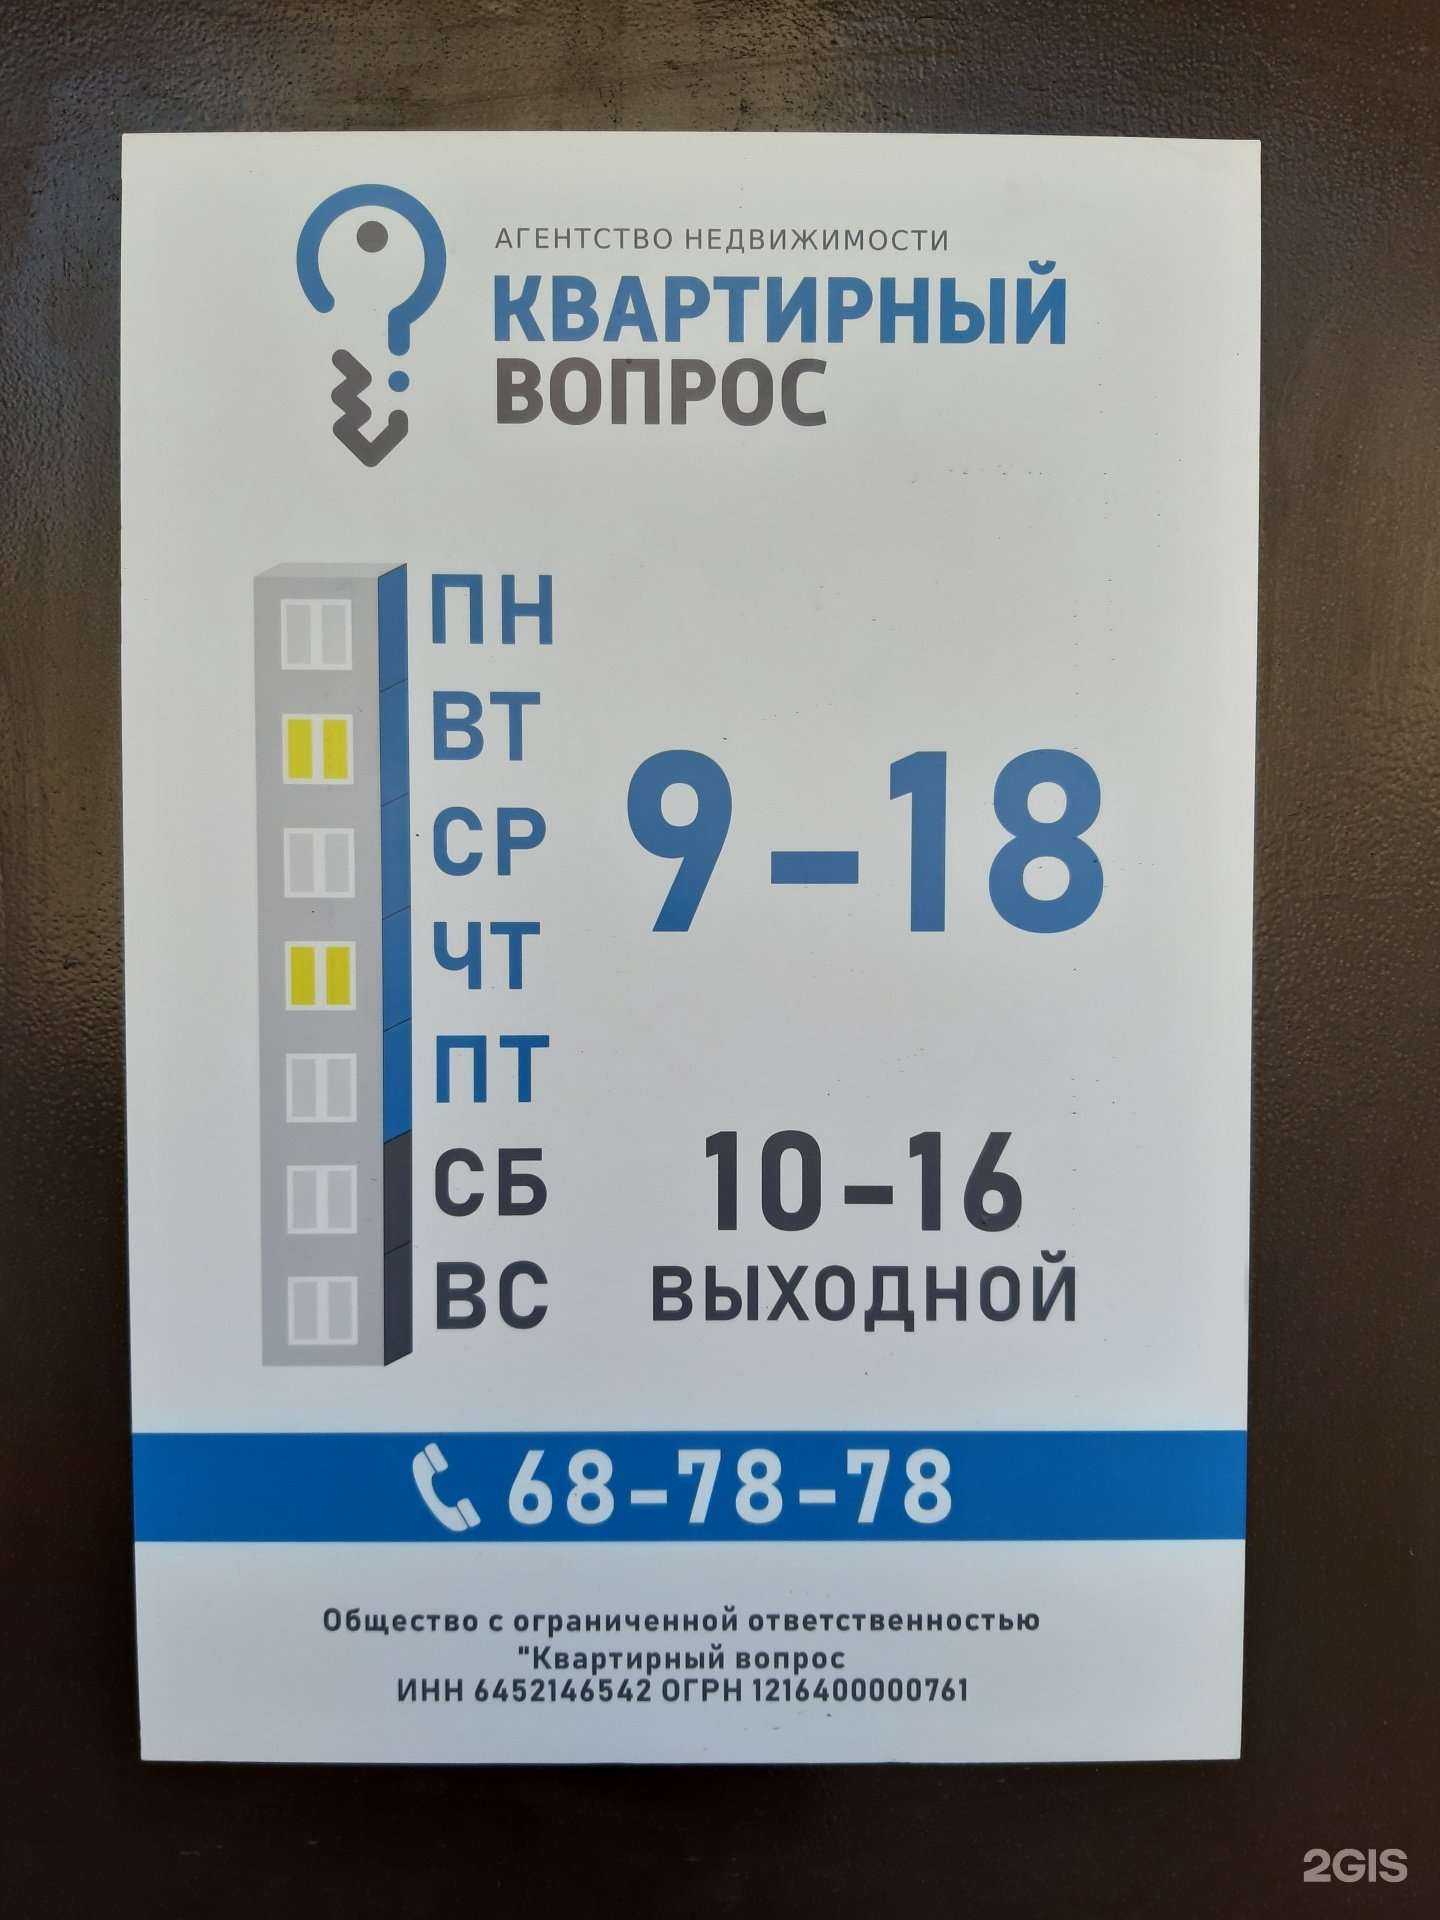 АГЕНТСТВО НЕДВИЖИМОСТИ
КВАРТИРНЫЙ
ВОПРОС
ПН
ВТ
СР
ЧТ
ПТ
9-18
СБ 10-16
ВС ВЫХОДНОЙ
68-78-78
Общество с ограниченной ответственностью
"Квартирный вопрос
ИНН 6452146542 ОГРН 1216400000761
2GIS